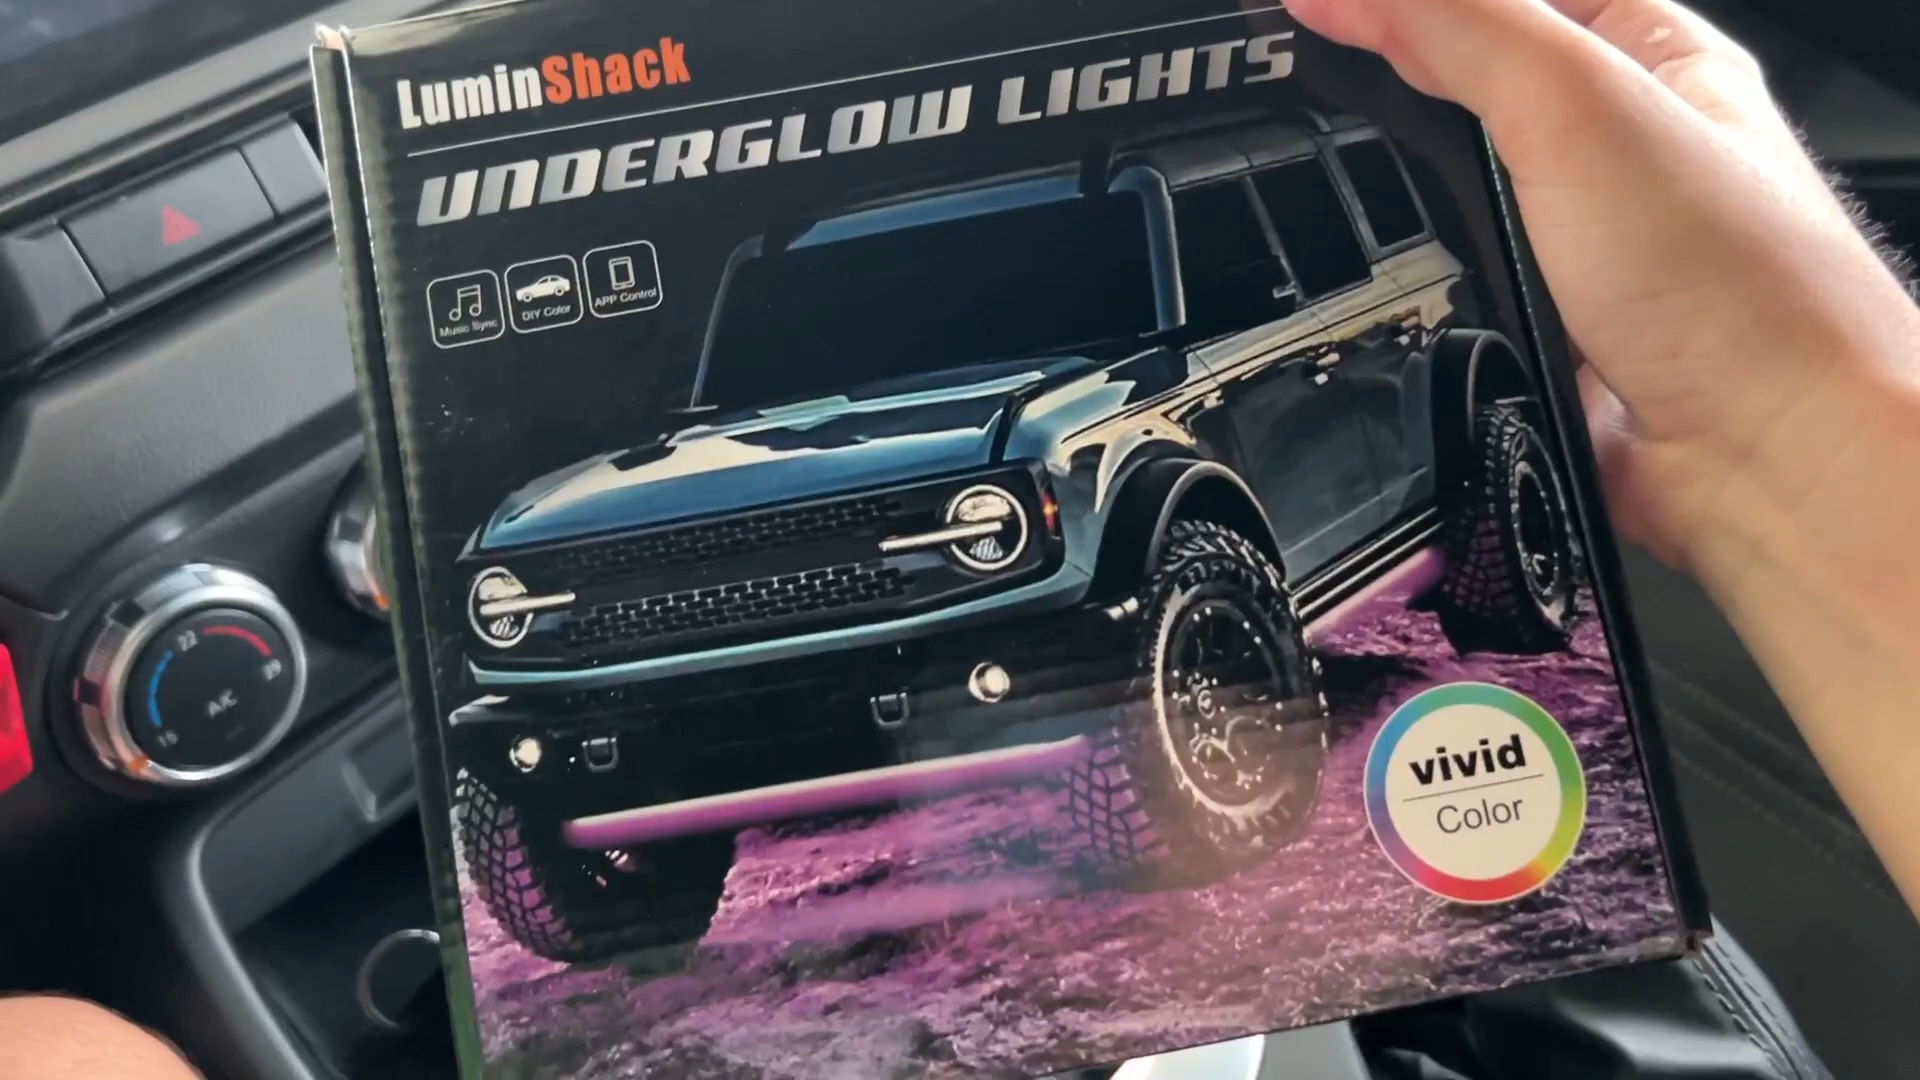 LuminShack
UNDERGLOW LIGHTS
Music Sync
DIY Color
APP Control
vivid
Color
22
29
A/C
15